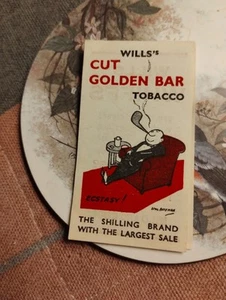 WILLS'S
CUT
GOLDEN BAR
TOBACCO
ECSTASY!
THE SHILLING BRAND
WITH THE LARGEST SALE